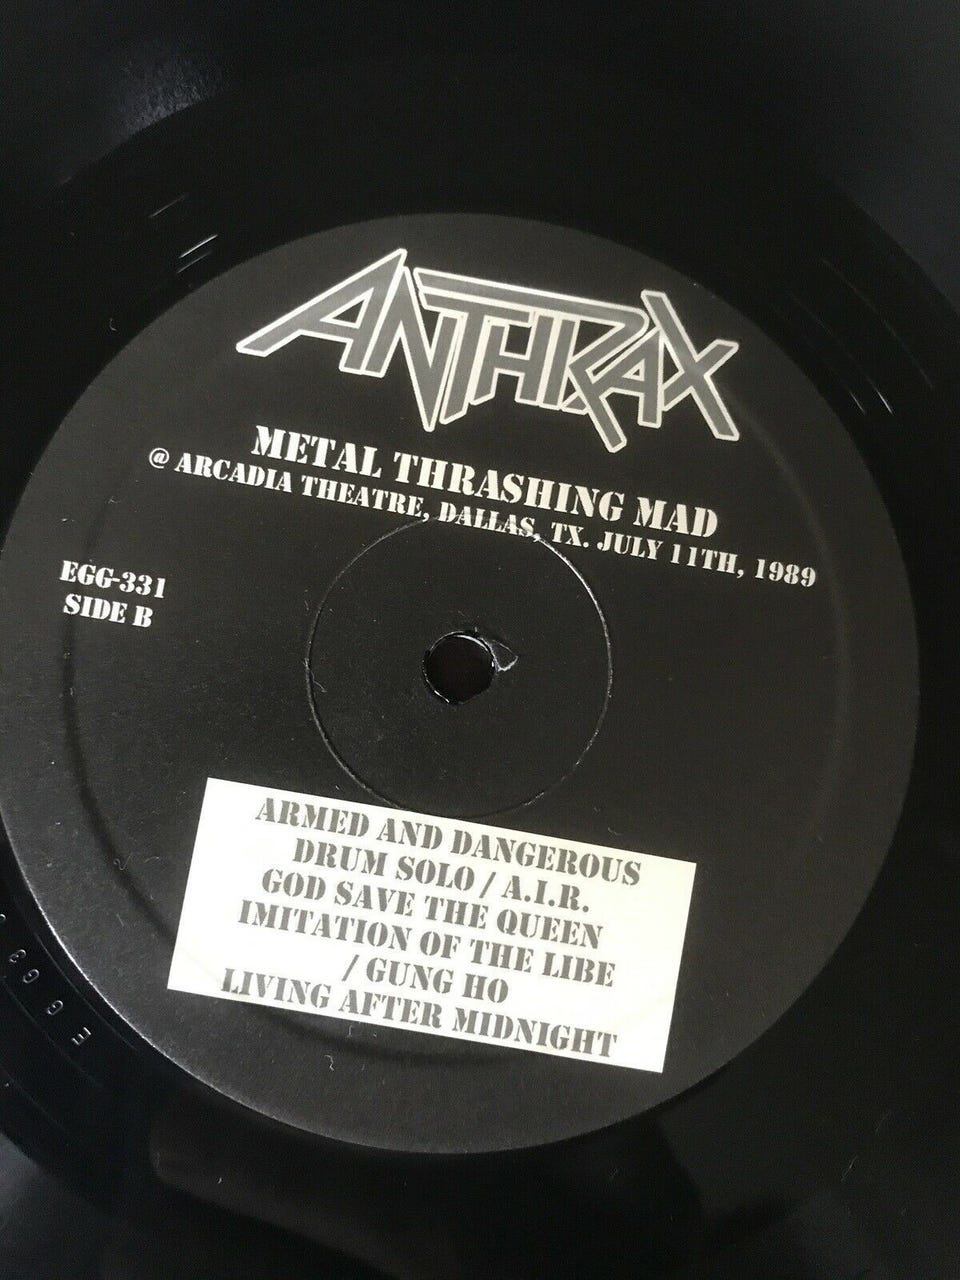 ANTHRAX
METAL THRASHING MAD
@ ARCADIA THEATRE, DALLAS, TX. JULY 11TH, 1989
EGG-331
SIDE B
ARMED AND DANGEROUS
DRUM SOLO / A.I.R.
GOD SAVE THE QUEEN
IMITATION OF THE LIBE
/ GUNG HO
LIVING AFTER MIDNIGHT